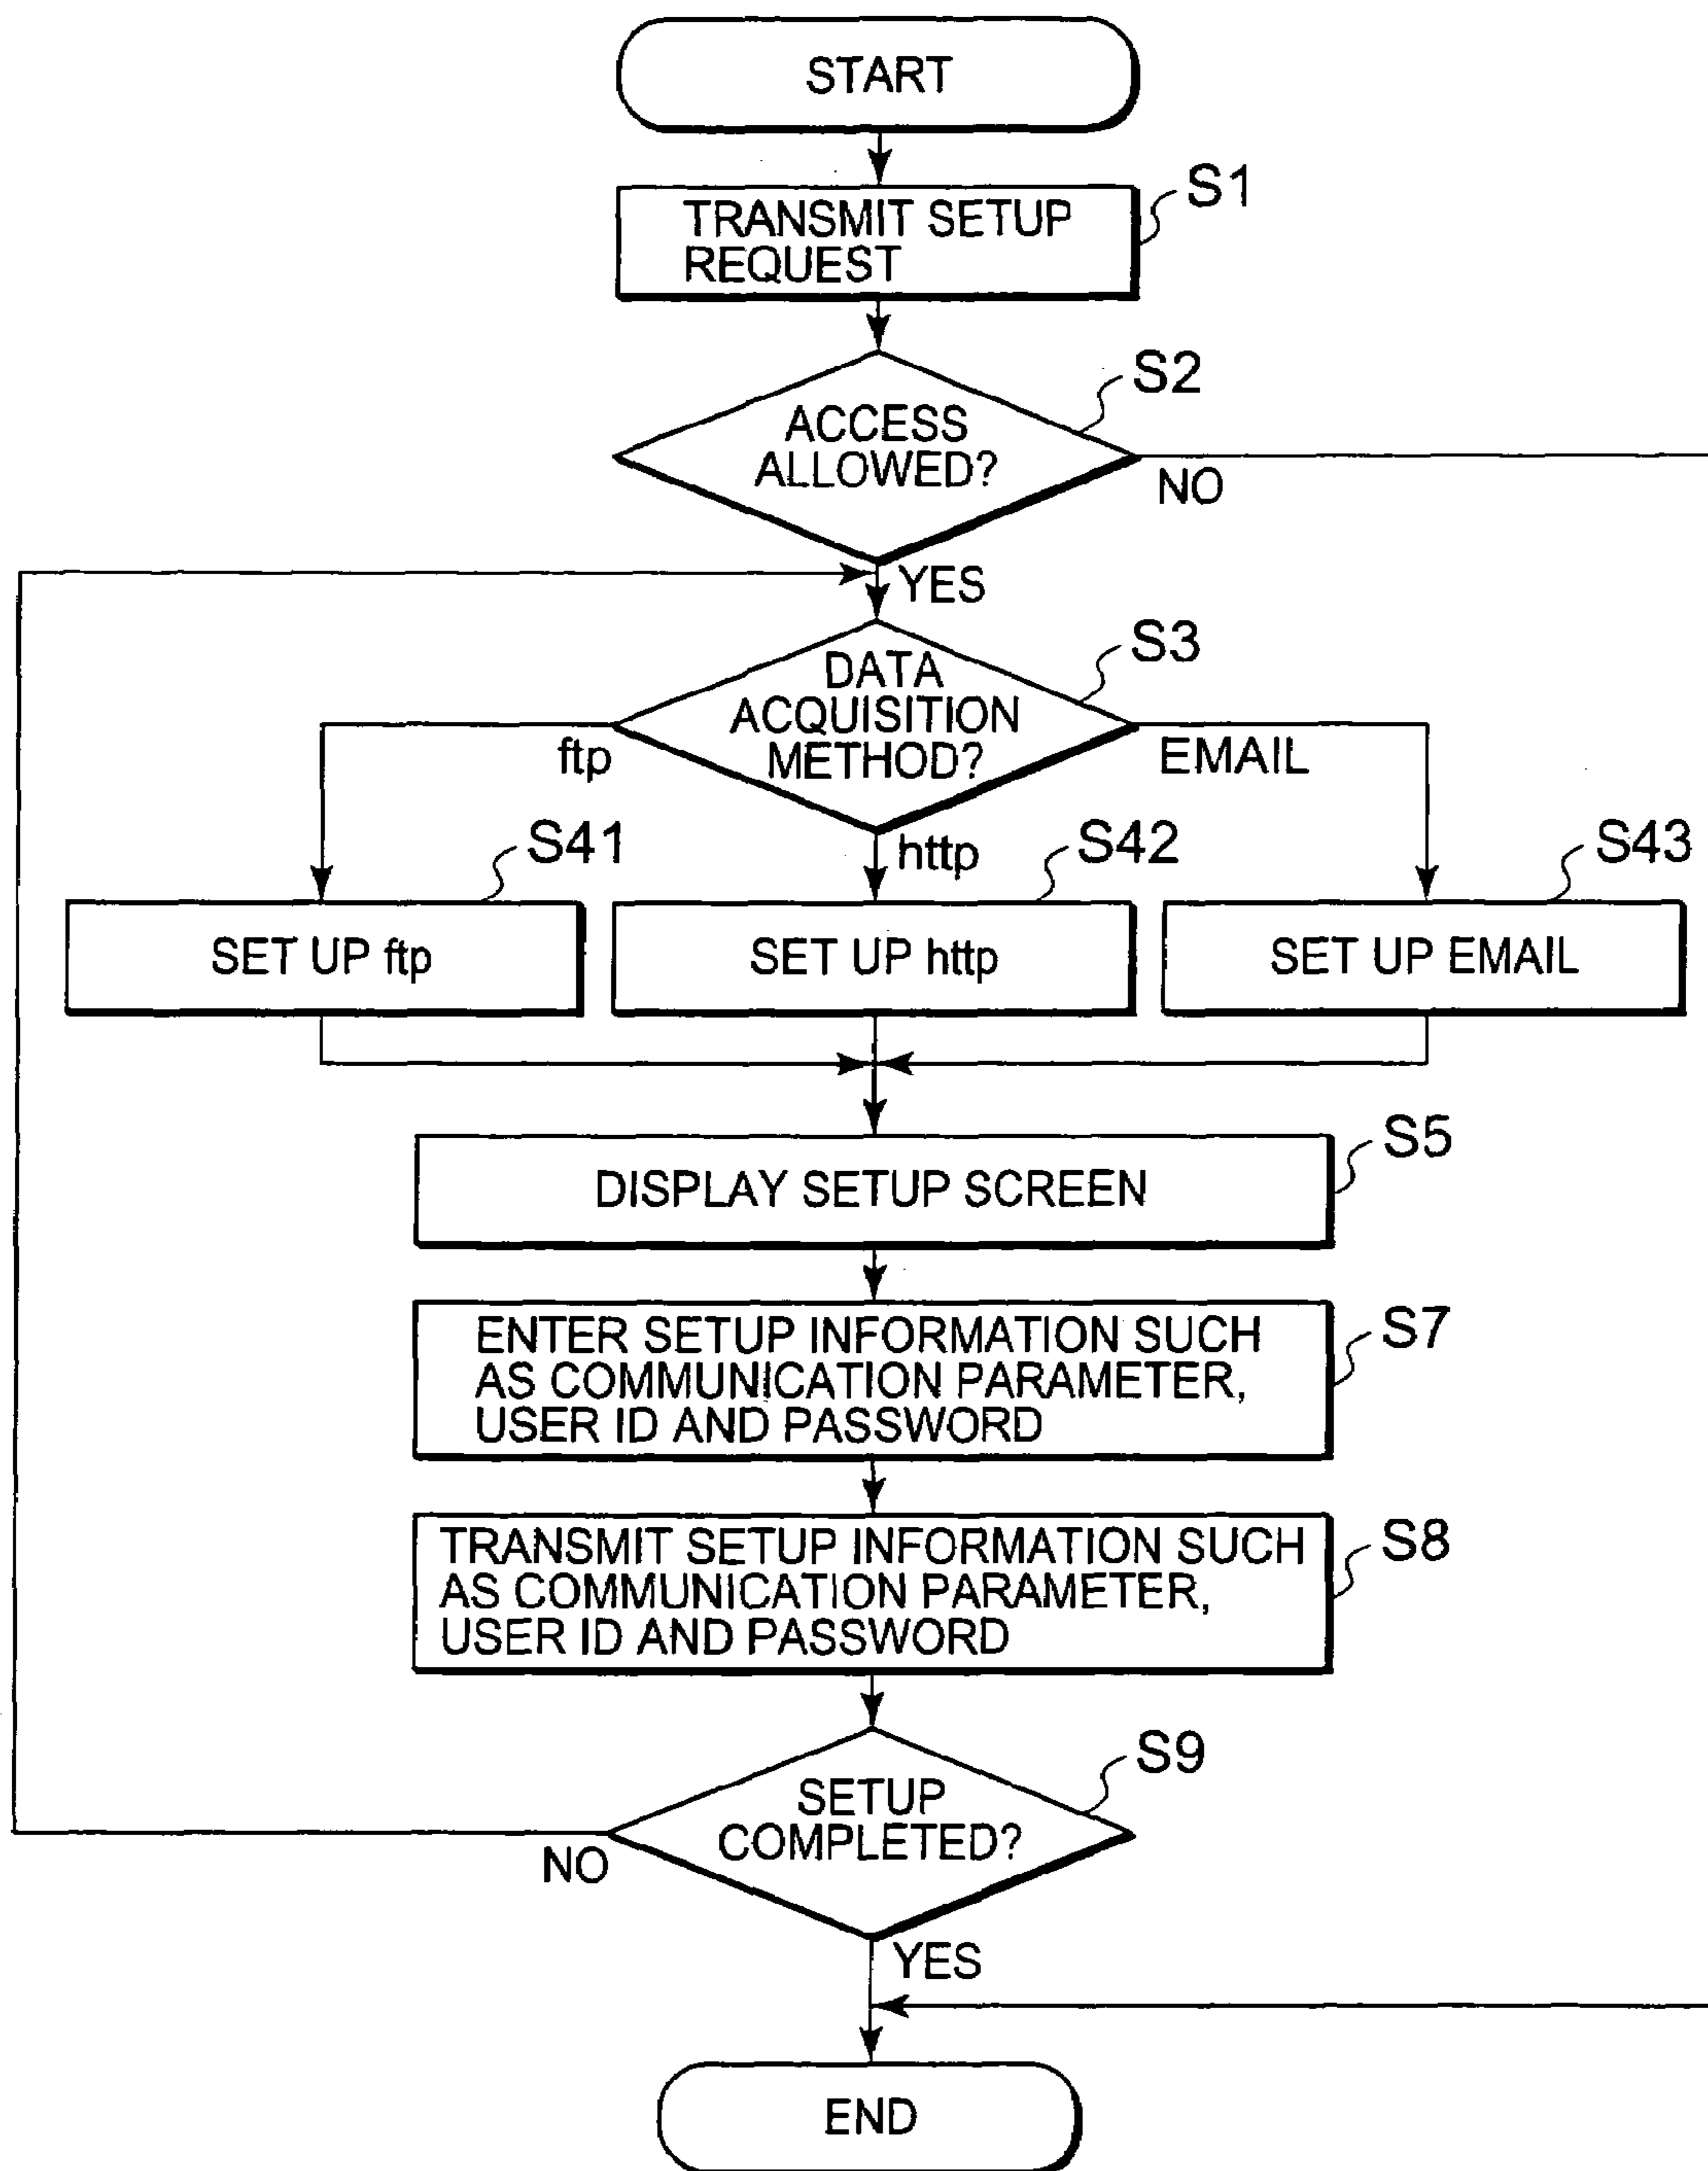 START
S1
TRANSMIT SETUP
REQUEST
S2
ACCESS
ALLOWED?
NO
YES
S3
DATA
ACQUISITION
METHOD?
ftp
EMAIL
http
S41
S42
S43
SET UP ftp
SET UP http
SET UP EMAIL
S5
DISPLAY SETUP SCREEN
S7
ENTER SETUP INFORMATION SUCH
AS COMMUNICATION PARAMETER,
USER ID AND PASSWORD
S8
TRANSMIT SETUP INFORMATION SUCH
AS COMMUNICATION PARAMETER,
USER ID AND PASSWORD
S9
SETUP
COMPLETED?
NO
YES
END